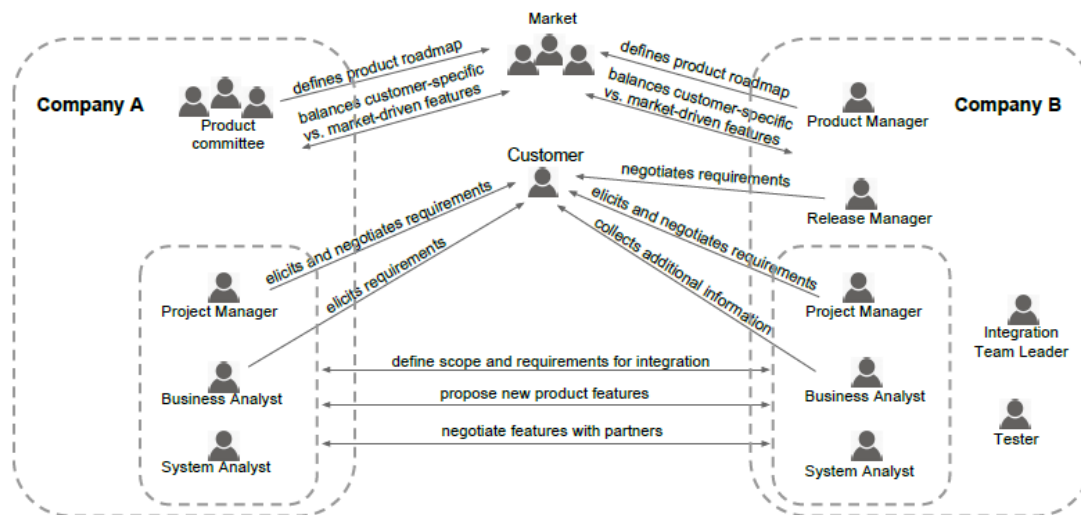 Market
defines product roadmap
balances customer-specific
vs. market-driven features
defines product roadmap
balances customer-specific
vs. market-driven features
Company A
Product
committee
Company B
Product Manager
Customer
negotiates requirements
Release Manager
elicits and negotiates requirements
elicits requirements
elicits and negotiates requirements
collects additional information
Project Manager
Project Manager
Integration
Team Leader
define scope and requirements for integration
Business Analyst
propose new product features
Business Analyst
Tester
negotiate features with partners
System Analyst
System Analyst